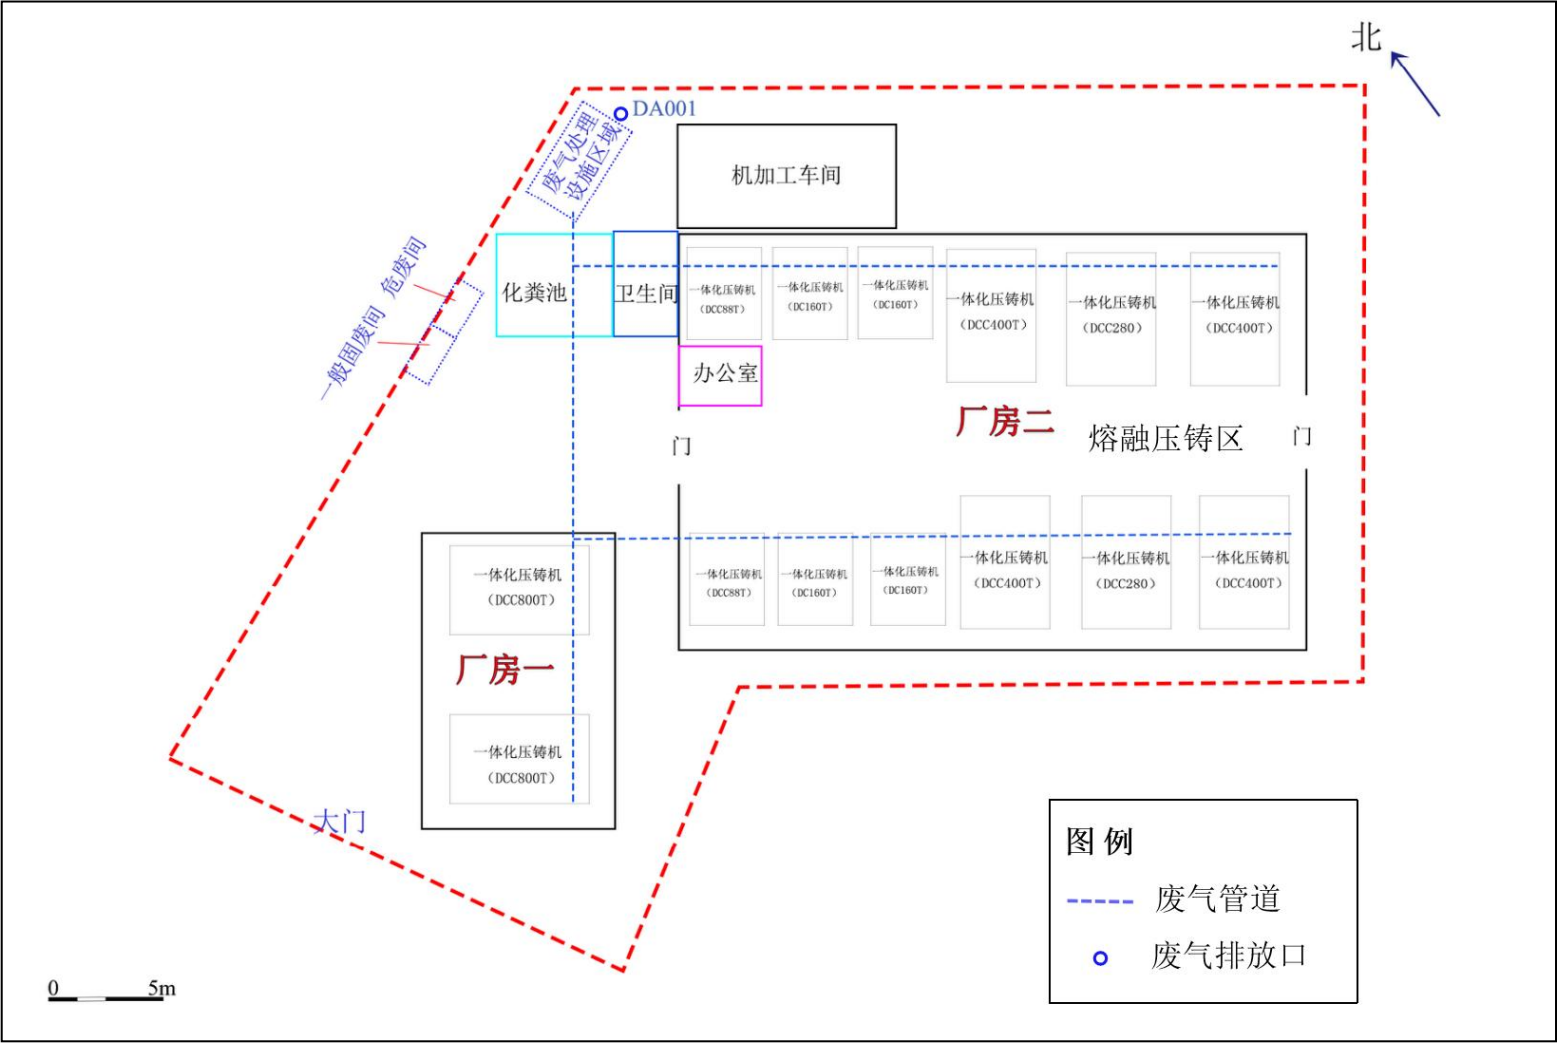 北
DA001
废气处理
设施区域
机加工车间
危废间
一般固废间
化粪池
卫生间
一体化压铸机
（DCC88T）
一体化压铸机
（DC160T）
一体化压铸机
（DC160T）
一体化压铸机
（DCC400T）
一体化压铸机
（DCC280）
一体化压铸机
（DCC400T）
办公室
厂房二
熔融压铸区
门
门
一体化压铸机
（DCC88T）
一体化压铸机
（DC160T）
一体化压铸机
（DC160T）
一体化压铸机
（DCC400T）
一体化压铸机
（DCC280）
一体化压铸机
（DCC400T）
一体化压铸机
（DCC800T）
厂房一
一体化压铸机
（DCC800T）
大门
图 例
废气管道
废气排放口
0 5m